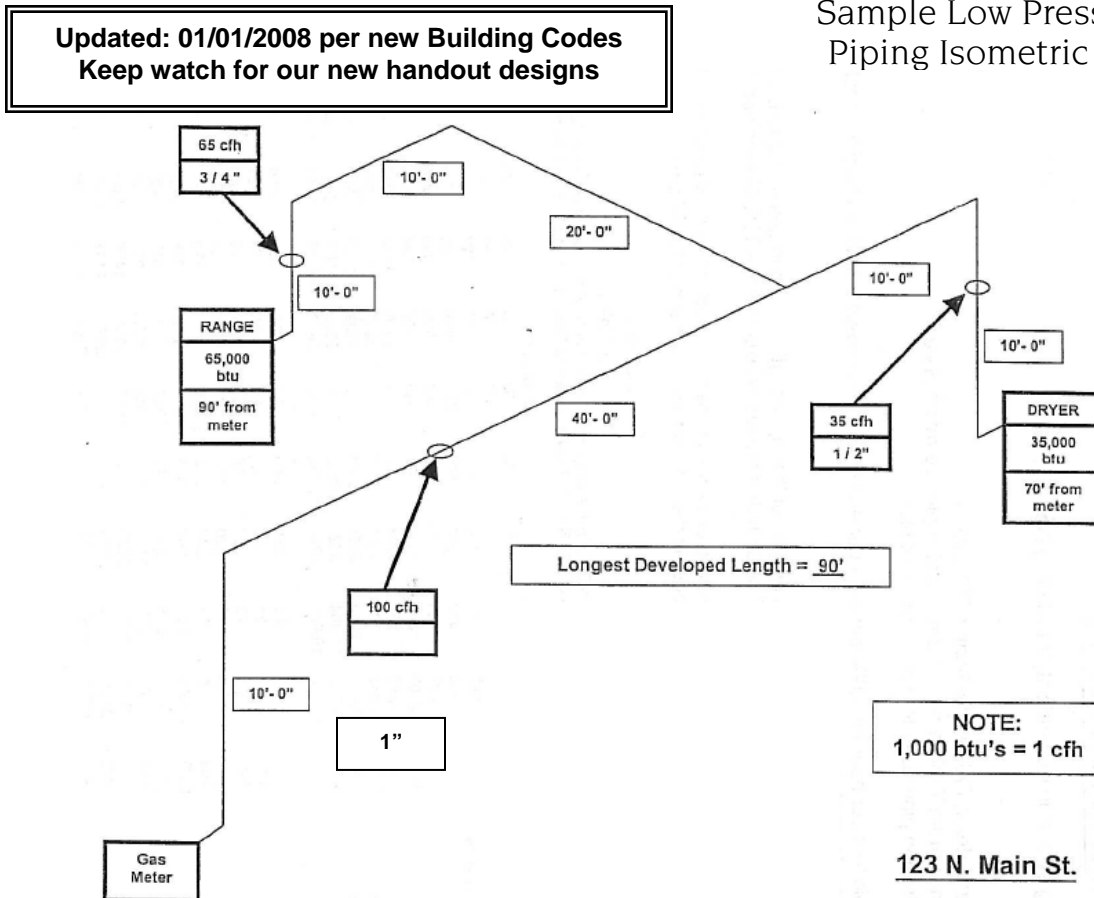 Updated: 01/01/2008 per new Building Codes
Keep watch for our new handout designs
Sample Low Press
Piping Isometric
65 cfh
3 / 4 "
10'- 0"
20'- 0"
10'- 0"
10'- 0"
10'- 0"
RANGE
65,000
btu
90' from
meter
40'- 0"
35 cfh
1 / 2"
DRYER
35,000
btu
70' from
meter
Longest Developed Length = 90'
100 cfh
10'- 0"
1”
NOTE:
1,000 btu's = 1 cfh
Gas
Meter
123 N. Main St.